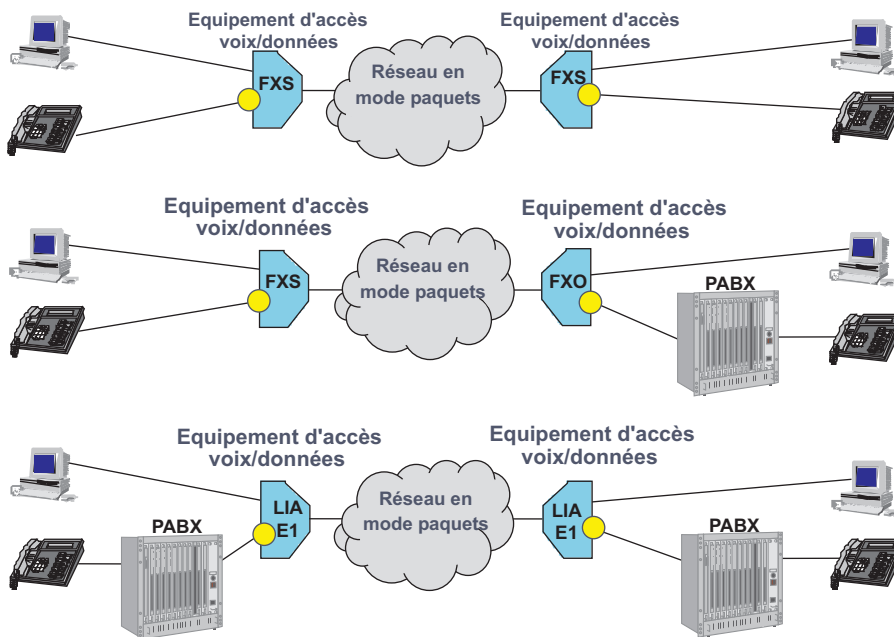 Equipement d'accès
voix/données
Equipement d'accès
voix/données
FXS
Réseau en
mode paquets
FXS
Equipement d'accès
voix/données
Equipement d'accès
voix/données
FXS
Réseau en
mode paquets
FXO
PABX
Equipement d'accès
voix/données
Equipement d'accès
voix/données
PABX
LIA
E1
Réseau en
mode paquets
LIA
E1
PABX